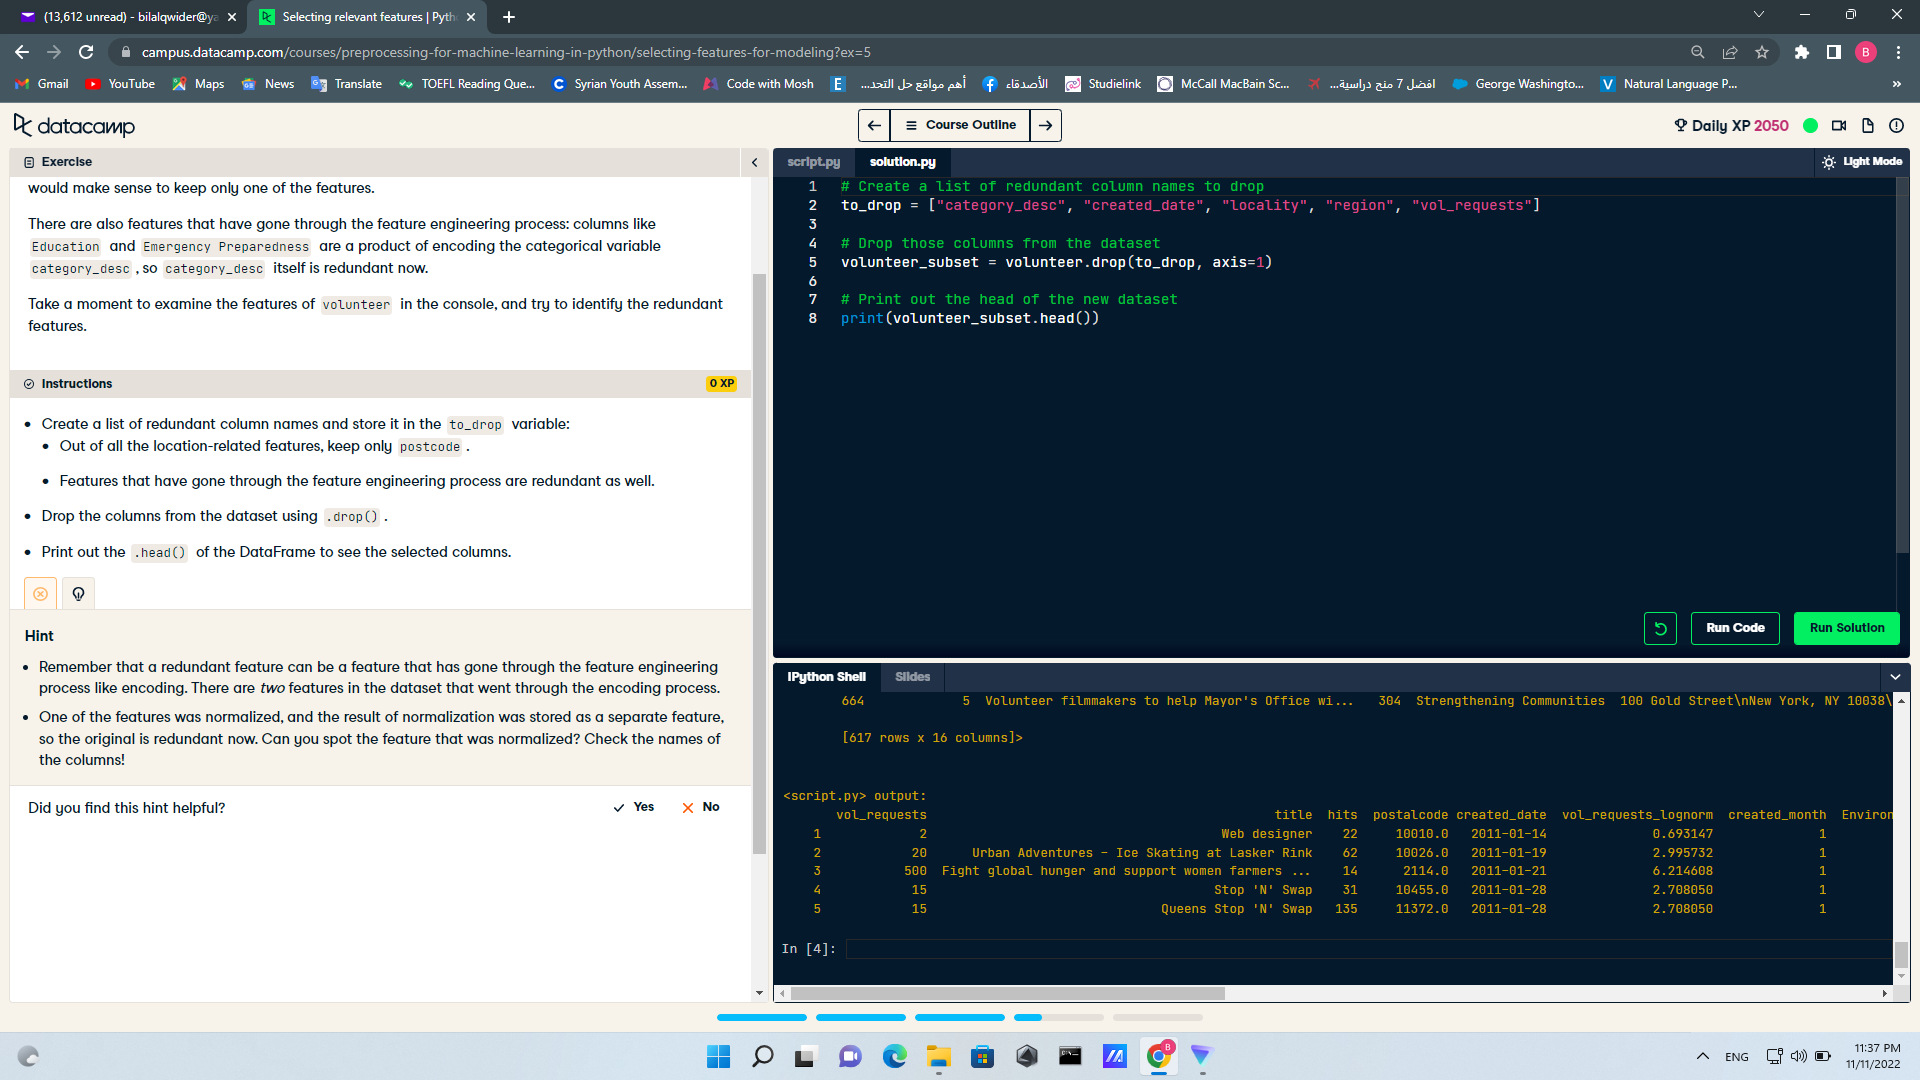 (13,612 unread) - bilalqwider@ya
Selecting relevant features | Pyth
campus.datacamp.com/courses/preprocessing-for-machine-learning-in-python/selecting-features-for-modeling?ex=5
B
Gmail
YouTube
Maps
News
Translate
TOEFL Reading Que...
Syrian Youth Assem...
Code with Mosh
أهم مواقع حل التحد...
الأصدقاء
Studielink
McCall MacBain Sc...
افضل 7 منح دراسية...
George Washingto...
Natural Language P...
»
datacamp
Course Outline
Daily XP 2050
Exercise
would make sense to keep only one of the features.
There are also features that have gone through the feature engineering process: columns like
Education and Emergency Preparedness are a product of encoding the categorical variable
category_desc , so category_desc itself is redundant now.
Take a moment to examine the features of volunteer in the console, and try to identify the redundant
features.
Instructions
0 XP
• Create a list of redundant column names and store it in the to_drop variable:
• Out of all the location-related features, keep only postcode .
• Features that have gone through the feature engineering process are redundant as well.
• Drop the columns from the dataset using .drop() .
• Print out the .head() of the DataFrame to see the selected columns.
Hint
• Remember that a redundant feature can be a feature that has gone through the feature engineering
process like encoding. There are two features in the dataset that went through the encoding process.
• One of the features was normalized, and the result of normalization was stored as a separate feature,
so the original is redundant now. Can you spot the feature that was normalized? Check the names of
the columns!
Did you find this hint helpful?
Yes
No
script.py
solution.py
Light Mode
1 # Create a list of redundant column names to drop
2 to_drop = ["category_desc", "created_date", "locality", "region", "vol_requests"]
3
4 # Drop those columns from the dataset
5 volunteer_subset = volunteer.drop(to_drop, axis=1)
6
7 # Print out the head of the new dataset
8 print(volunteer_subset.head())
Run Code
Run Solution
IPython Shell
Slides
664 5 Volunteer filmmakers to help Mayor's Office wi... 304 Strengthening Communities 100 Gold Street\nNew York, NY 10038\
[617 rows x 16 columns]>
<script.py> output:
vol_requests title hits postalcode created_date vol_requests_lognorm created_month Environ
1 2 Web designer 22 10010.0 2011-01-14 0.693147 1
2 20 Urban Adventures - Ice Skating at Lasker Rink 62 10026.0 2011-01-19 2.995732 1
3 500 Fight global hunger and support women farmers ... 14 2114.0 2011-01-21 6.214608 1
4 15 Stop 'N' Swap 31 10455.0 2011-01-28 2.708050 1
5 15 Queens Stop 'N' Swap 135 11372.0 2011-01-28 2.708050 1
In [4]:
ENG
11:37 PM
11/11/2022